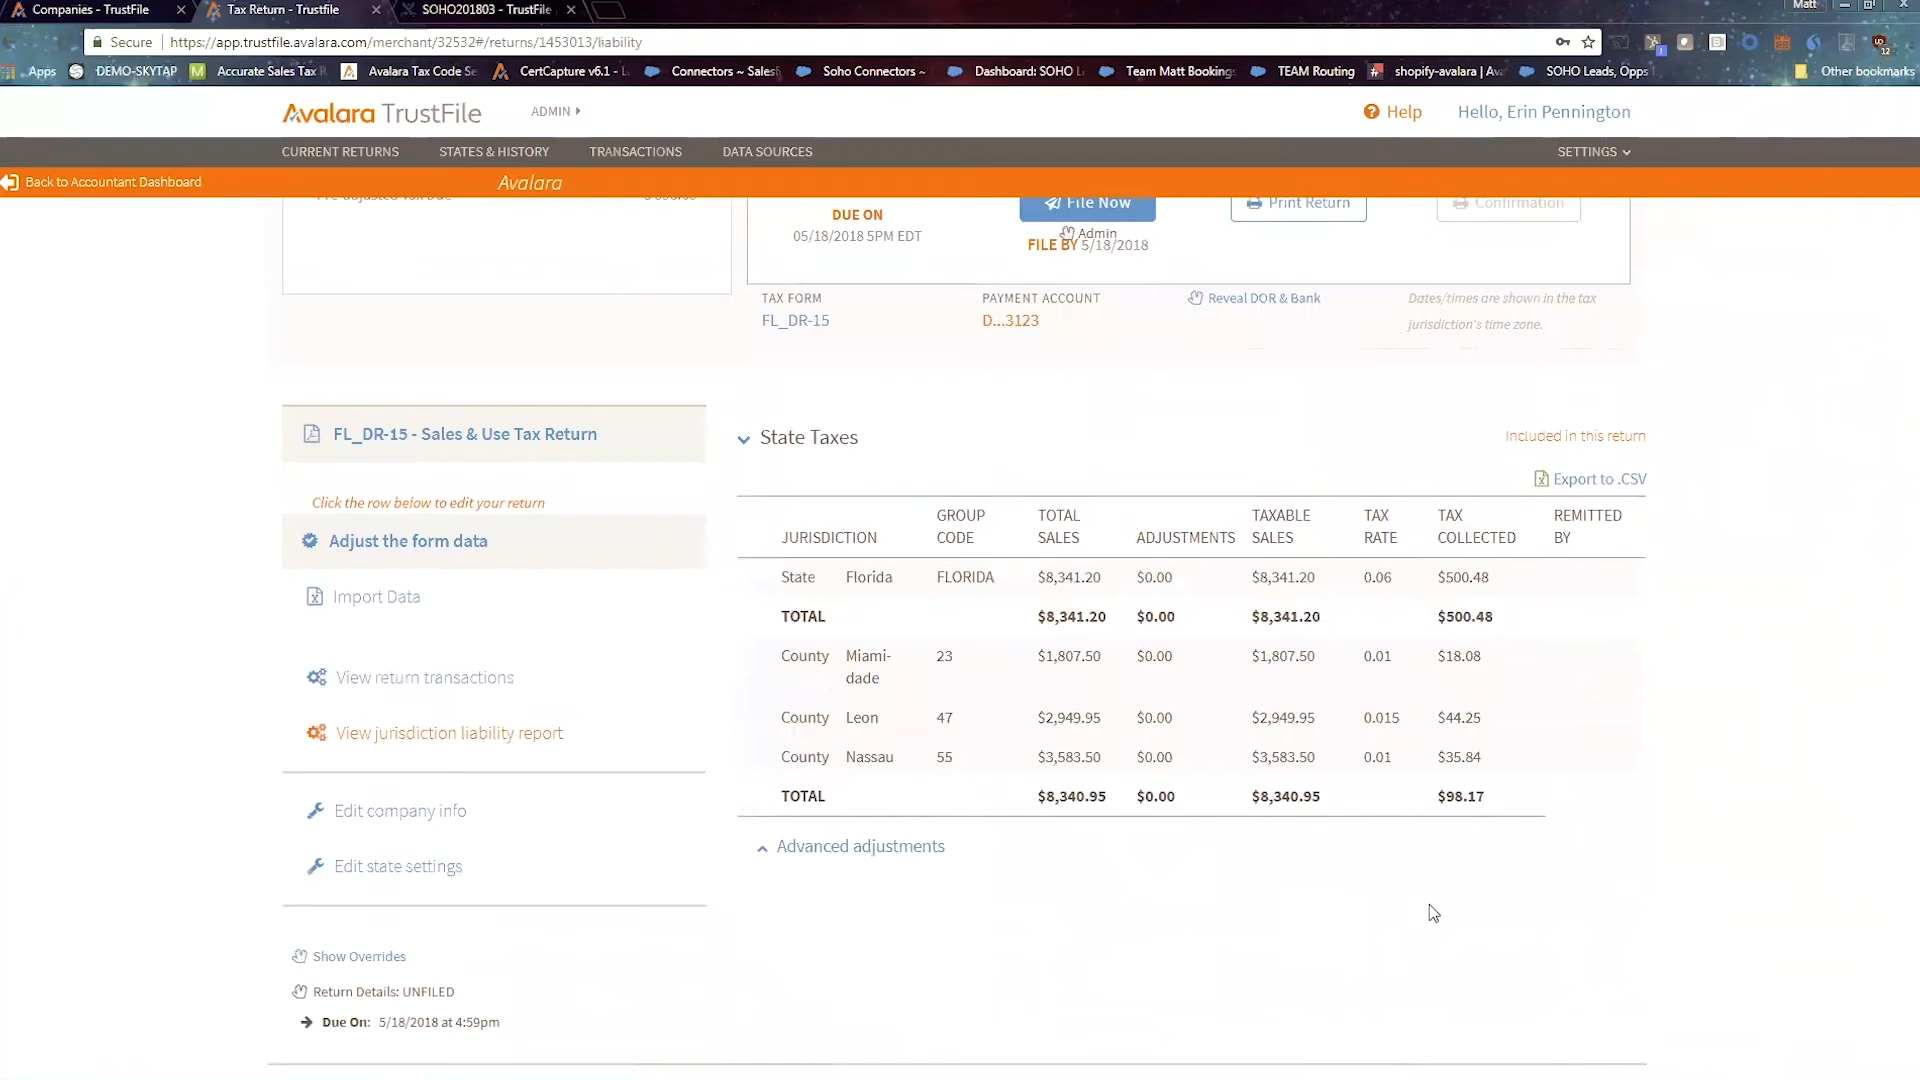 Companies - TrustFile
Tax Return - Trustfile
SOHO201803 - TrustFile
Matt
Secure
https://app.trustfile.avalara.com/merchant/32532#/returns/1453013/liability
12
Apps
DEMO-SKYTAP
Accurate Sales Tax R
Avalara Tax Code Se
CertCapture v6.1 - L
Connectors ~ Salesf
Soho Connectors ~
Dashboard: SOHO L
Team Matt Bookings
TEAM Routing
shopify-avalara | Ava
SOHO Leads, Opps
Other bookmarks
Avalara TrustFile
ADMIN
Help
Hello, Erin Pennington
CURRENT RETURNS
STATES & HISTORY
TRANSACTIONS
DATA SOURCES
SETTINGS
Back to Accountant Dashboard
Avalara
DUE ON
05/18/2018 5PM EDT
File Now
Admin
FILE BY 5/18/2018
Print Return
Confirmation
TAX FORM
FL_DR-15
PAYMENT ACCOUNT
D...3123
Reveal DOR & Bank
Dates/times are shown in the tax
jurisdiction's time zone.
FL_DR-15 - Sales & Use Tax Return
Click the row below to edit your return
Adjust the form data
Import Data
View return transactions
View jurisdiction liability report
Edit company info
Edit state settings
Show Overrides
Return Details: UNFILED
Due On: 5/18/2018 at 4:59pm
State Taxes
Included in this return
Export to .CSV
JURISDICTION GROUP CODE TOTAL SALES ADJUSTMENTS TAXABLE SALES TAX RATE TAX COLLECTED REMITTED BY
State Florida FLORIDA $8,341.20 $0.00 $8,341.20 0.06 $500.48
TOTAL $8,341.20 $0.00 $8,341.20 $500.48
County Miami-dade 23 $1,807.50 $0.00 $1,807.50 0.01 $18.08
County Leon 47 $2,949.95 $0.00 $2,949.95 0.015 $44.25
County Nassau 55 $3,583.50 $0.00 $3,583.50 0.01 $35.84
TOTAL $8,340.95 $0.00 $8,340.95 $98.17
Advanced adjustments